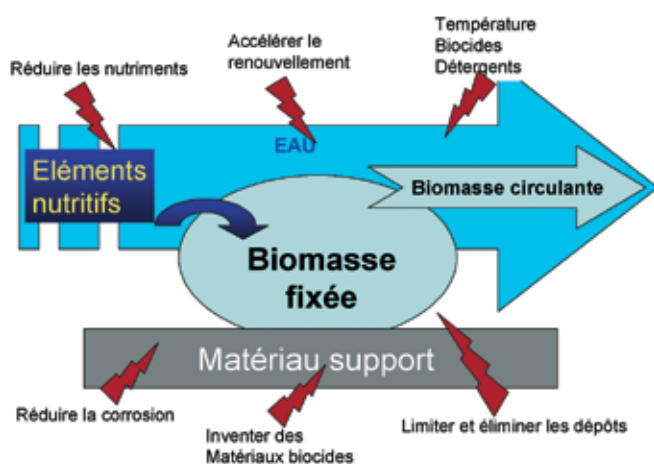 Réduire les nutriments
Accélérer le
renouvellement
Température
Biocides
Détergents
EAU
Eléments
nutritifs
Biomasse circulante
Biomasse
fixée
Matériau support
Réduire la corrosion
Inventer des
Matériaux biocides
Limiter et éliminer les dépôts